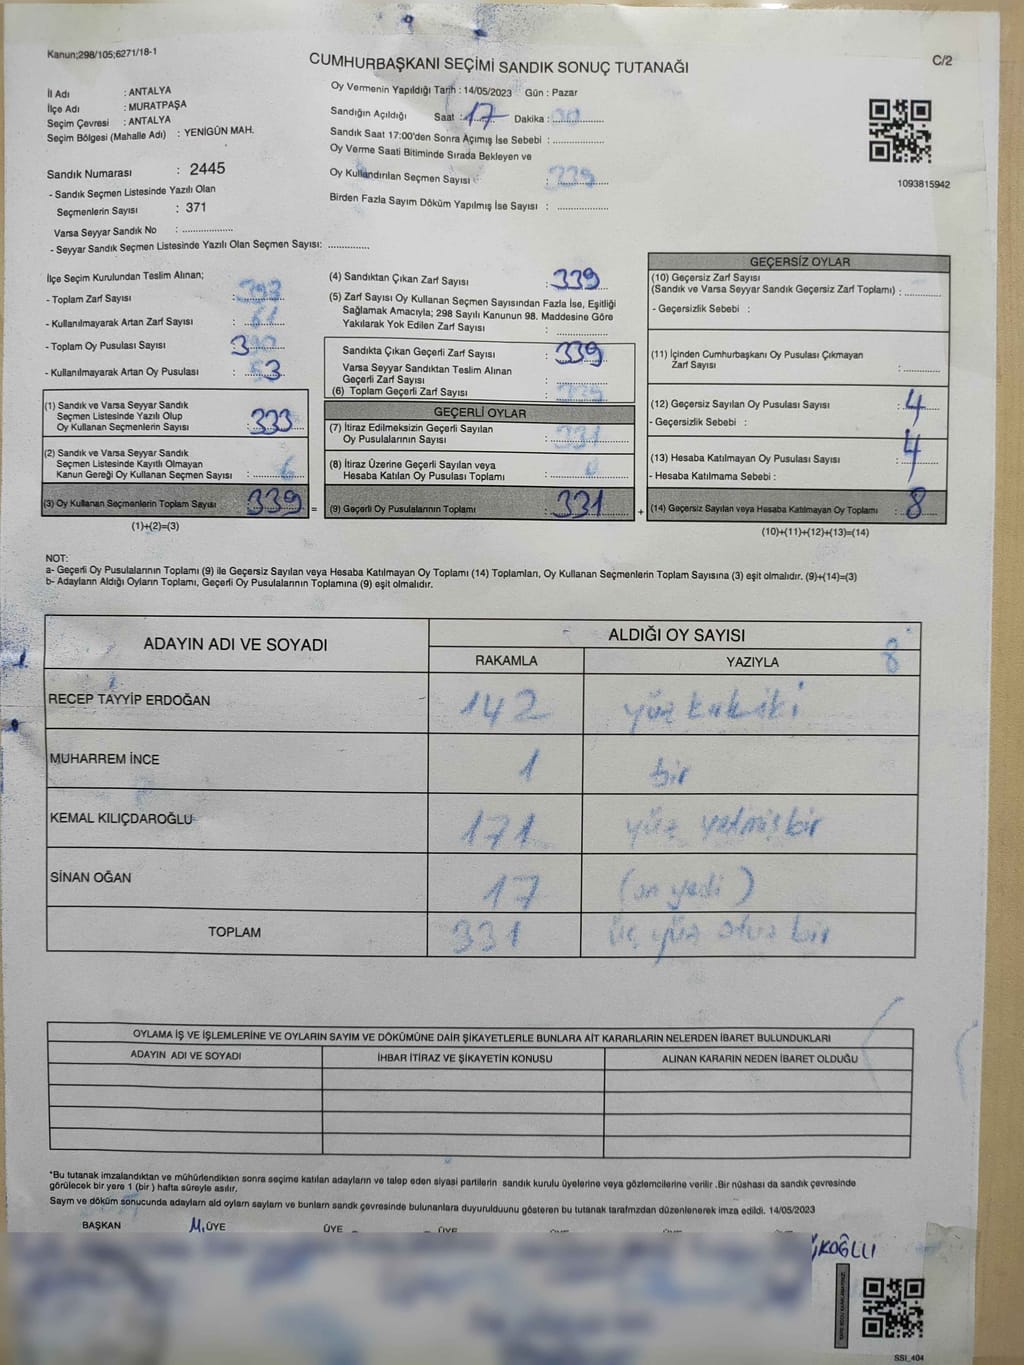 Kanun;298/105;6271/18-1
C/2
CUMHURBAŞKANI SEÇİMİ SANDIK SONUÇ TUTANAĞI
İl Adı : ANTALYA
İlçe Adı : MURATPAŞA
Seçim Çevresi : ANTALYA
Seçim Bölgesi (Mahalle Adı) : YENİGÜN MAH.
Sandık Numarası : 2445
- Sandık Seçmen Listesinde Yazılı Olan
Seçmenlerin Sayısı : 371
Varsa Seyyar Sandık No : ..................
- Seyyar Sandık Seçmen Listesinde Yazılı Olan Seçmen Sayısı: ...............
Oy Vermenin Yapıldığı Tarih : 14/05/2023 Gün : Pazar
Sandığın Açıldığı Saat : 17 Dakika : 00
Sandık Saat 17:00'den Sonra Açımış İse Sebebi : ..................
Oy Verme Saati Bitiminde Sırada Bekleyen ve
Oy Kullandırılan Seçmen Sayısı : 339
Birden Fazla Sayım Döküm Yapılmış İse Sayısı : ..................
1093815942
İlçe Seçim Kurulundan Teslim Alınan;
- Toplam Zarf Sayısı : 393
- Kullanılmayarak Artan Zarf Sayısı :
- Toplam Oy Pusulası Sayısı :
- Kullanılmayarak Artan Oy Pusulası :
(1) Sandık ve Varsa Seyyar Sandık
Seçmen Listesinde Yazılı Olup
Oy Kullanan Seçmenlerin Sayısı : 333
(2) Sandık ve Varsa Seyyar Sandık
Seçmen Listesinde Kayıtlı Olmayan
Kanun Gereği Oy Kullanan Seçmen Sayısı : 6
(3) Oy Kullanan Seçmenlerin Toplam Sayısı : 339 =
(1)+(2)=(3)
(4) Sandıktan Çıkan Zarf Sayısı : 339
(5) Zarf Sayısı Oy Kullanan Seçmen Sayısından Fazla İse, Eşitliği
Sağlamak Amacıyla; 298 Sayılı Kanunun 98. Maddesine Göre
Yakılarak Yok Edilen Zarf Sayısı : ..................
Sandıkta Çıkan Geçerli Zarf Sayısı : 339
Varsa Seyyar Sandıktan Teslim Alınan
Geçerli Zarf Sayısı : ..................
(6) Toplam Geçerli Zarf Sayısı : 339
GEÇERLİ OYLAR
(7) İtiraz Edilmeksizin Geçerli Sayılan
Oy Pusulalarının Sayısı : 331
(8) İtiraz Üzerine Geçerli Sayılan veya
Hesaba Katılan Oy Pusulası Toplamı : 0
(9) Geçerli Oy Pusulalarının Toplamı : 331 +
GEÇERSİZ OYLAR
(10) Geçersiz Zarf Sayısı
(Sandık ve Varsa Seyyar Sandık Geçersiz Zarf Toplamı) : ............
- Geçersizlik Sebebi :
(11) İçinden Cumhurbaşkanı Oy Pusulası Çıkmayan
Zarf Sayısı : ............
(12) Geçersiz Sayılan Oy Pusulası Sayısı : 4
- Geçersizlik Sebebi :
(13) Hesaba Katılmayan Oy Pusulası Sayısı : 4
- Hesaba Katılmama Sebebi :
(14) Geçersiz Sayılan veya Hesaba Katılmayan Oy Toplamı : 8
(10)+(11)+(12)+(13)=(14)
NOT:
a- Geçerli Oy Pusulalarının Toplamı (9) ile Geçersiz Sayılan veya Hesaba Katılmayan Oy Toplamı (14) Toplamları, Oy Kullanan Seçmenlerin Toplam Sayısına (3) eşit olmalıdır. (9)+(14)=(3)
b- Adayların Aldığı Oyların Toplamı, Geçerli Oy Pusulalarının Toplamına (9) eşit olmalıdır.
ADAYIN ADI VE SOYADI ALDIĞI OY SAYISI
RAKAMLA YAZIYLA 8
RECEP TAYYİP ERDOĞAN 142 yüz kırk iki
MUHARREM İNCE 1 bir
KEMAL KILIÇDAROĞLU 171 yüz yetmiş bir
SİNAN OĞAN 17 (on yedi)
TOPLAM 331 üç yüz otuz bir
OYLAMA İŞ VE İŞLEMLERİNE VE OYLARIN SAYIM VE DÖKÜMÜNE DAİR ŞİKAYETLERLE BUNLARA AİT KARARLARIN NELERDEN İBARET BULUNDUKLARI
ADAYIN ADI VE SOYADI İHBAR İTİRAZ VE ŞİKAYETİN KONUSU ALINAN KARARIN NEDEN İBARET OLDUĞU
*Bu tutanak imzalandıktan ve mühürlendikten sonra seçime katılan adayların ve talep eden siyasi partilerin sandık kurulu üyelerine veya gözlemcilerine verilir .Bir nüshası da sandık çevresinde
görülecek bir yere 1 (bir ) hafta süreyle asılır.
Sayım ve döküm sonucunda adayların ald oyların sayların ve bunların sandık çevresinde bulunanlara duyurulduunu gösteren bu tutanak tarafmzdan düzenlenerek imza edildi. 14/05/2023
BAŞKAN M.ÜYE ÜYE ÜYE
SSI_404